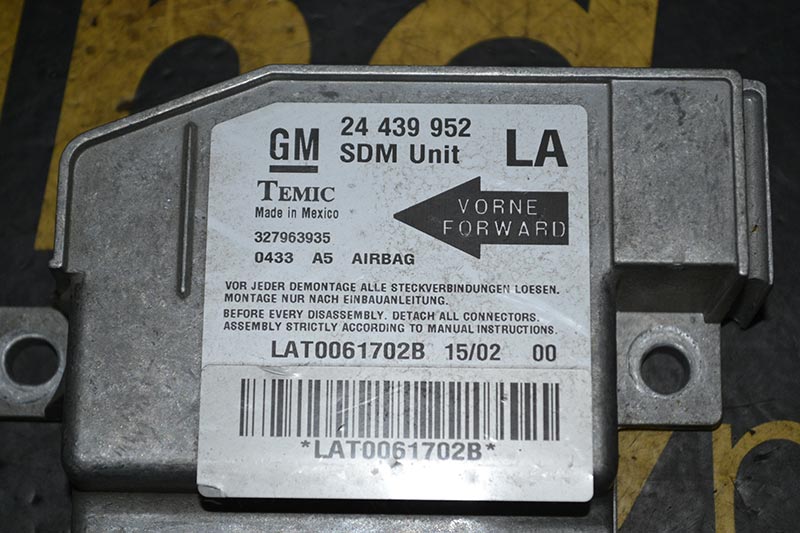 GM 24 439 952 LA
SDM Unit
TEMIC
Made in Mexico
VORNE
FORWARD
327963935
0433 A5 AIRBAG
VOR JEDER DEMONTAGE ALLE STECKVERBINDUNGEN LOESEN.
MONTAGE NUR NACH EINBAUANLEITUNG.
BEFORE EVERY DISASSEMBLY. DETACH ALL CONNECTORS.
ASSEMBLY STRICTLY ACCORDING TO MANUAL INSTRUCTIONS.
LAT0061702B 15/02 00
*LAT0061702B*